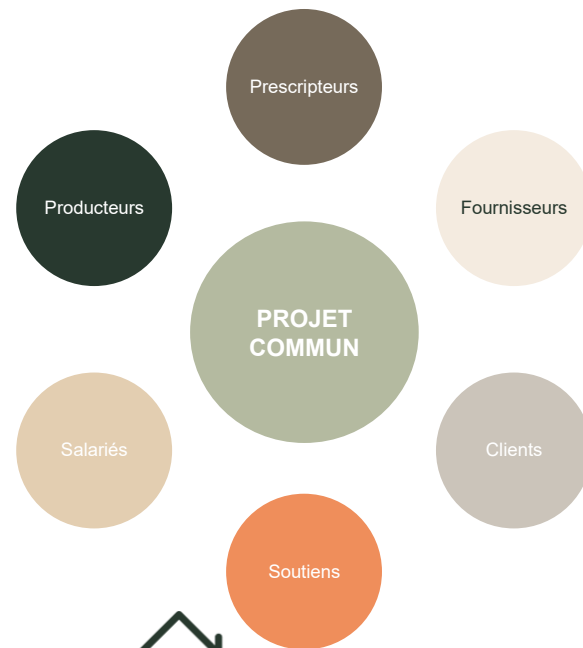 Prescripteurs
Producteurs
Fournisseurs
PROJET
COMMUN
Salariés
Clients
Soutiens